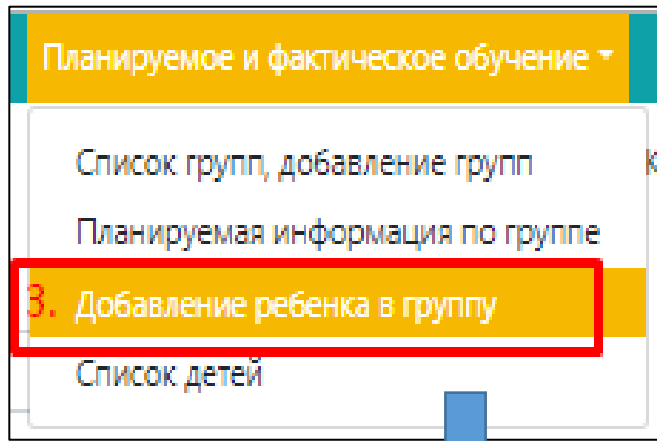 Планируемое и фактическое обучение
Список групп, добавление групп
Планируемая информация по группе
3. Добавление ребенка в группу
Список детей